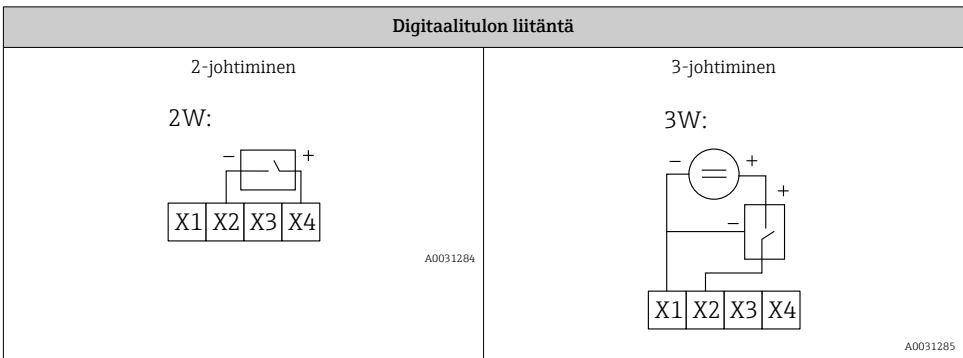 Digitaalitulon liitäntä
2-johtiminen
2W:
− +
X1 X2 X3 X4
A0031284
3-johtiminen
3W:
− +
+
−
X1 X2 X3 X4
A0031285